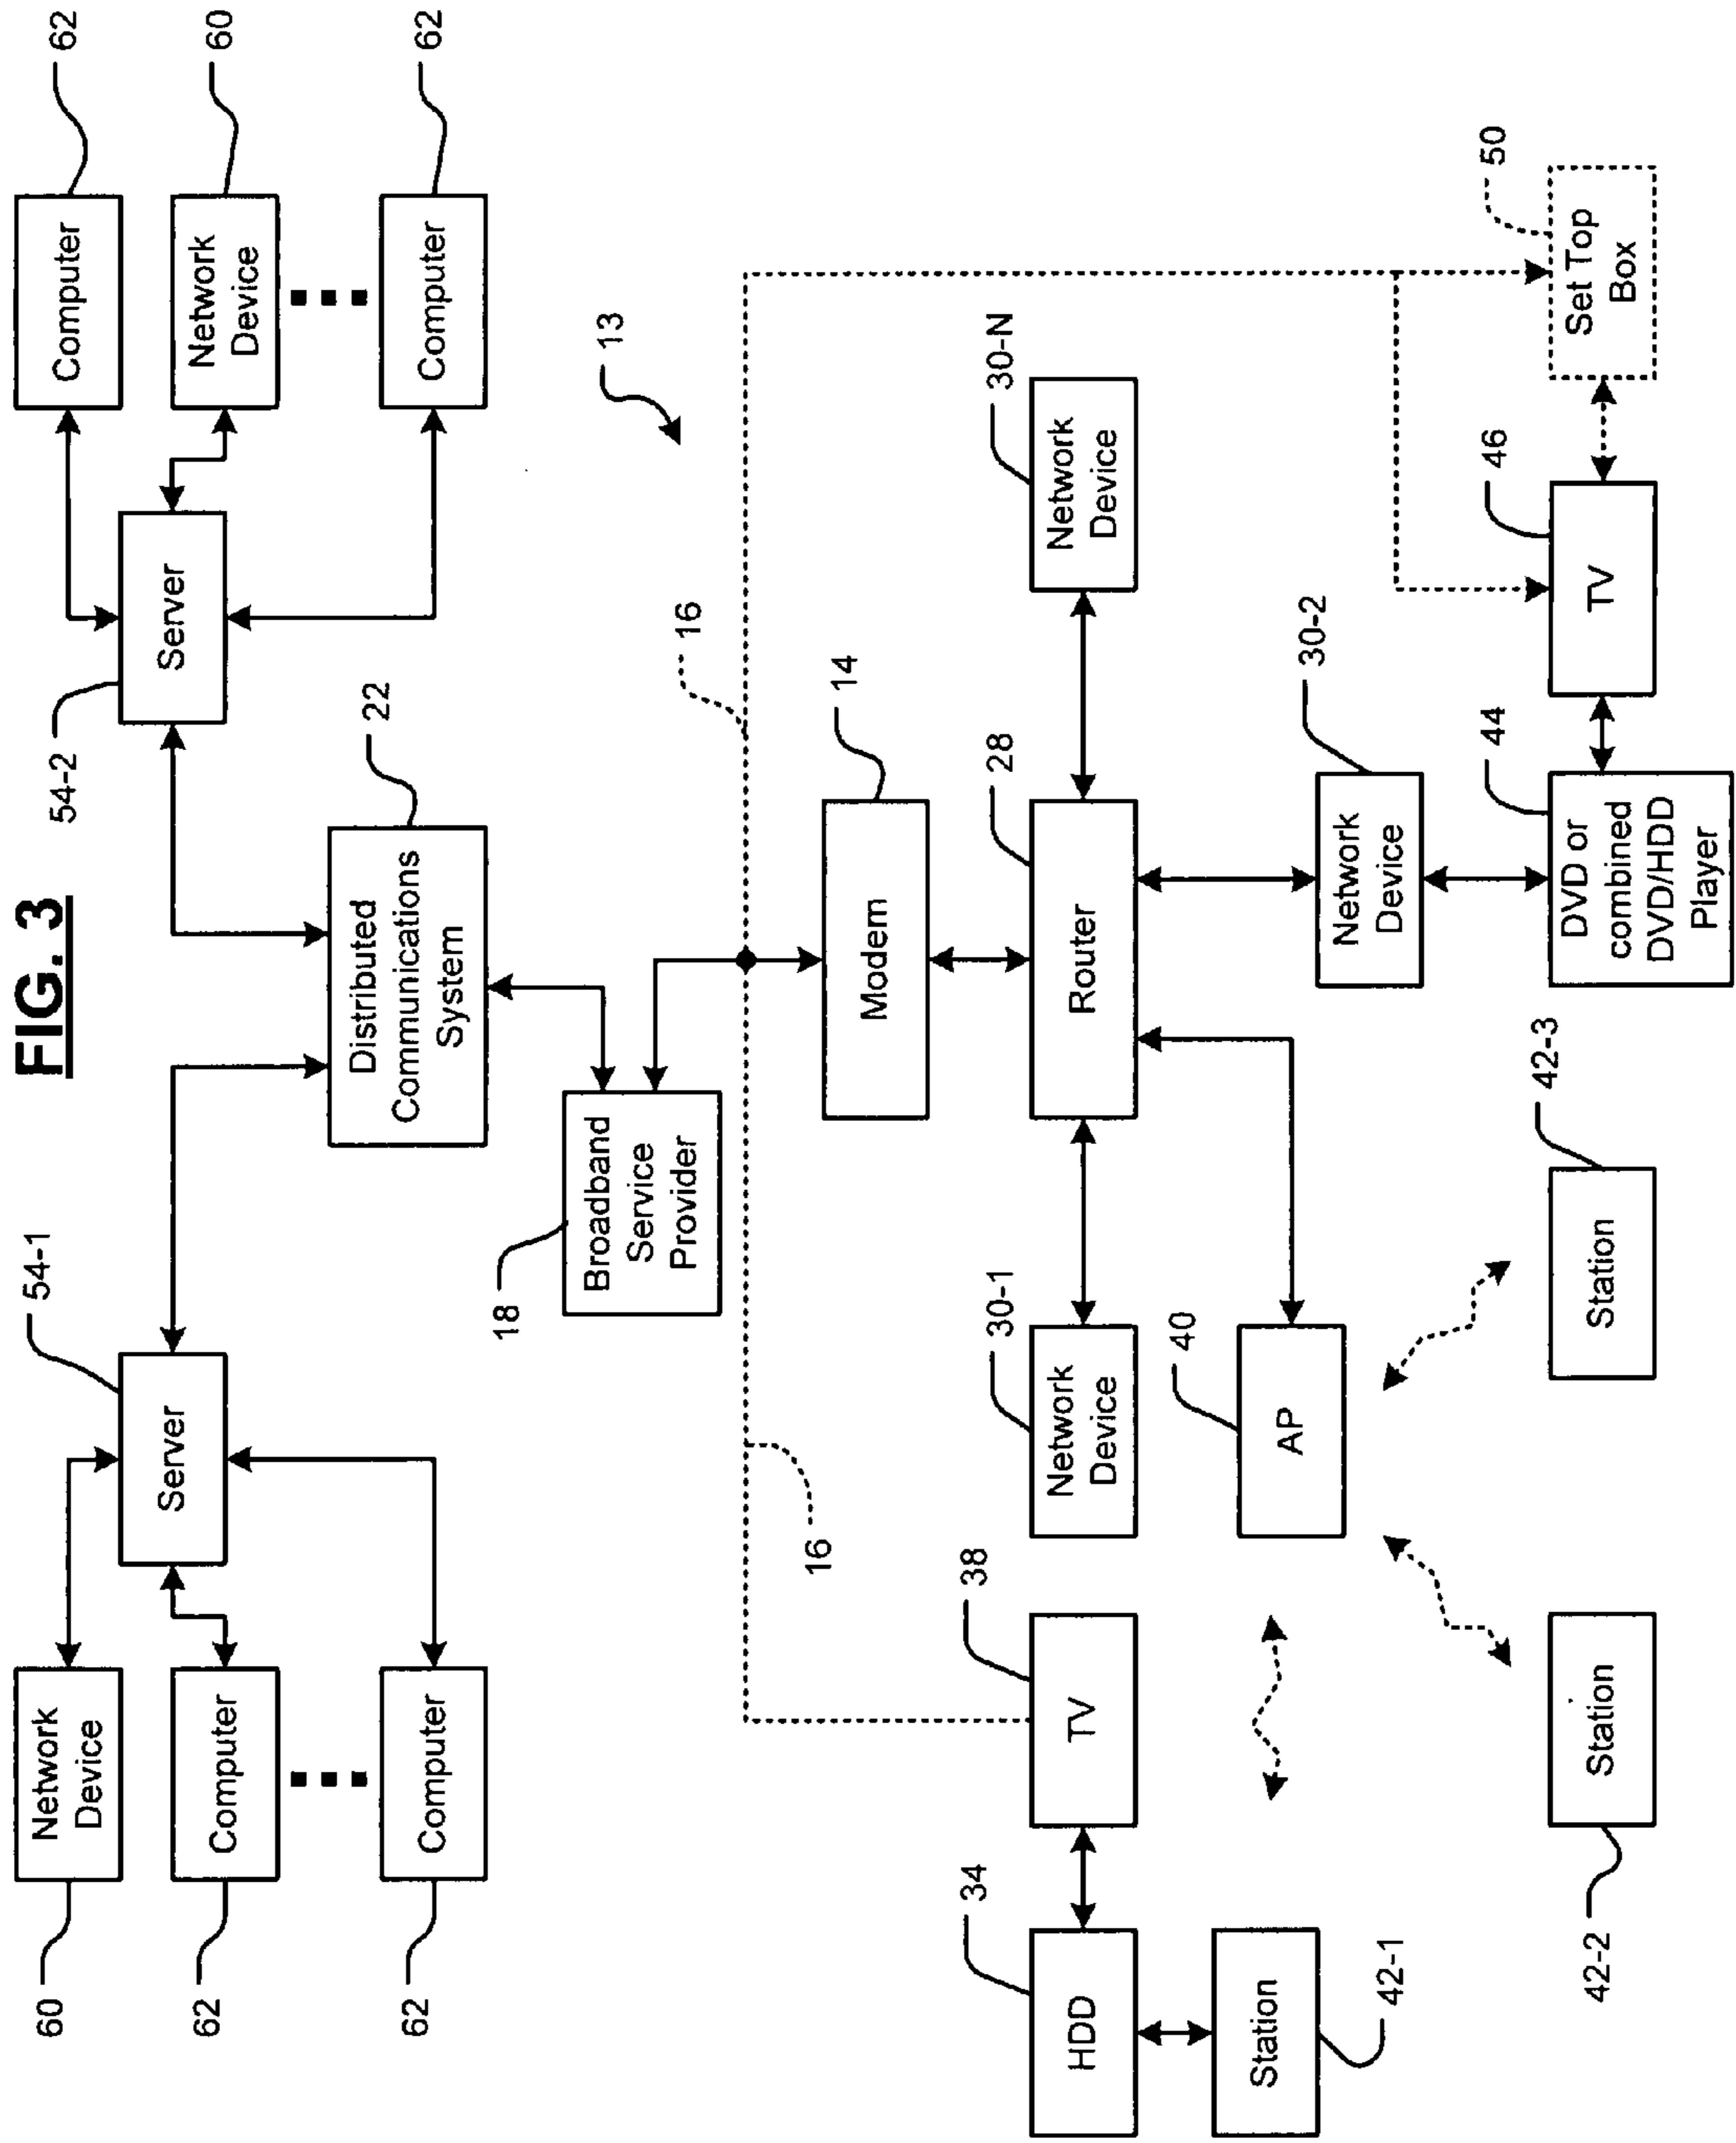 FIG. 3
60
Network
Device
62
Computer
62
Computer
54-1
Server
54-2
Server
Computer
62
Network
Device
60
Computer
62
Distributed
Communications
System
22
18
Broadband
Service
Provider
13
16
16
Modem
14
34
HDD
38
TV
30-1
Network
Device
Router
28
30-N
Network
Device
Station
42-1
40
AP
Network
Device
30-2
42-2
Station
Station
42-3
44
DVD or
combined
DVD/HDD
Player
46
TV
50
Set Top
Box